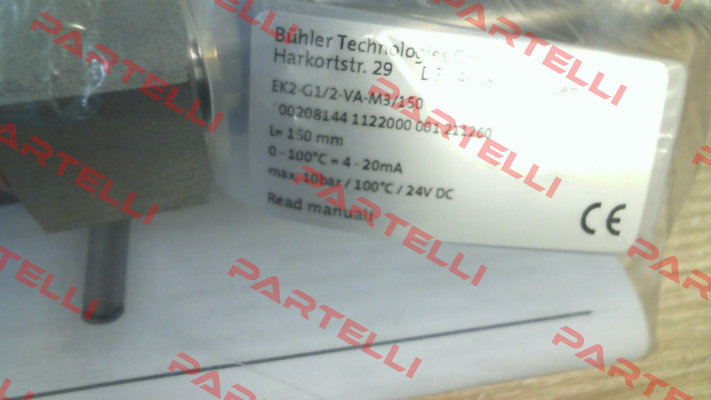 Bühler Technologies
Harkortstr. 29
EK2-G1/2-VA-M3/150
00208144 1122000 001 211260
L= 150 mm
0 - 100°C = 4 - 20mA
max. 10bar / 100°C / 24V DC
Read manual!
CE
PARTELLI
PARTELLI
PARTELLI
PARTELLI
PARTELLI
PARTELLI
PARTELLI
PARTELLI
PARTELLI
PARTELLI